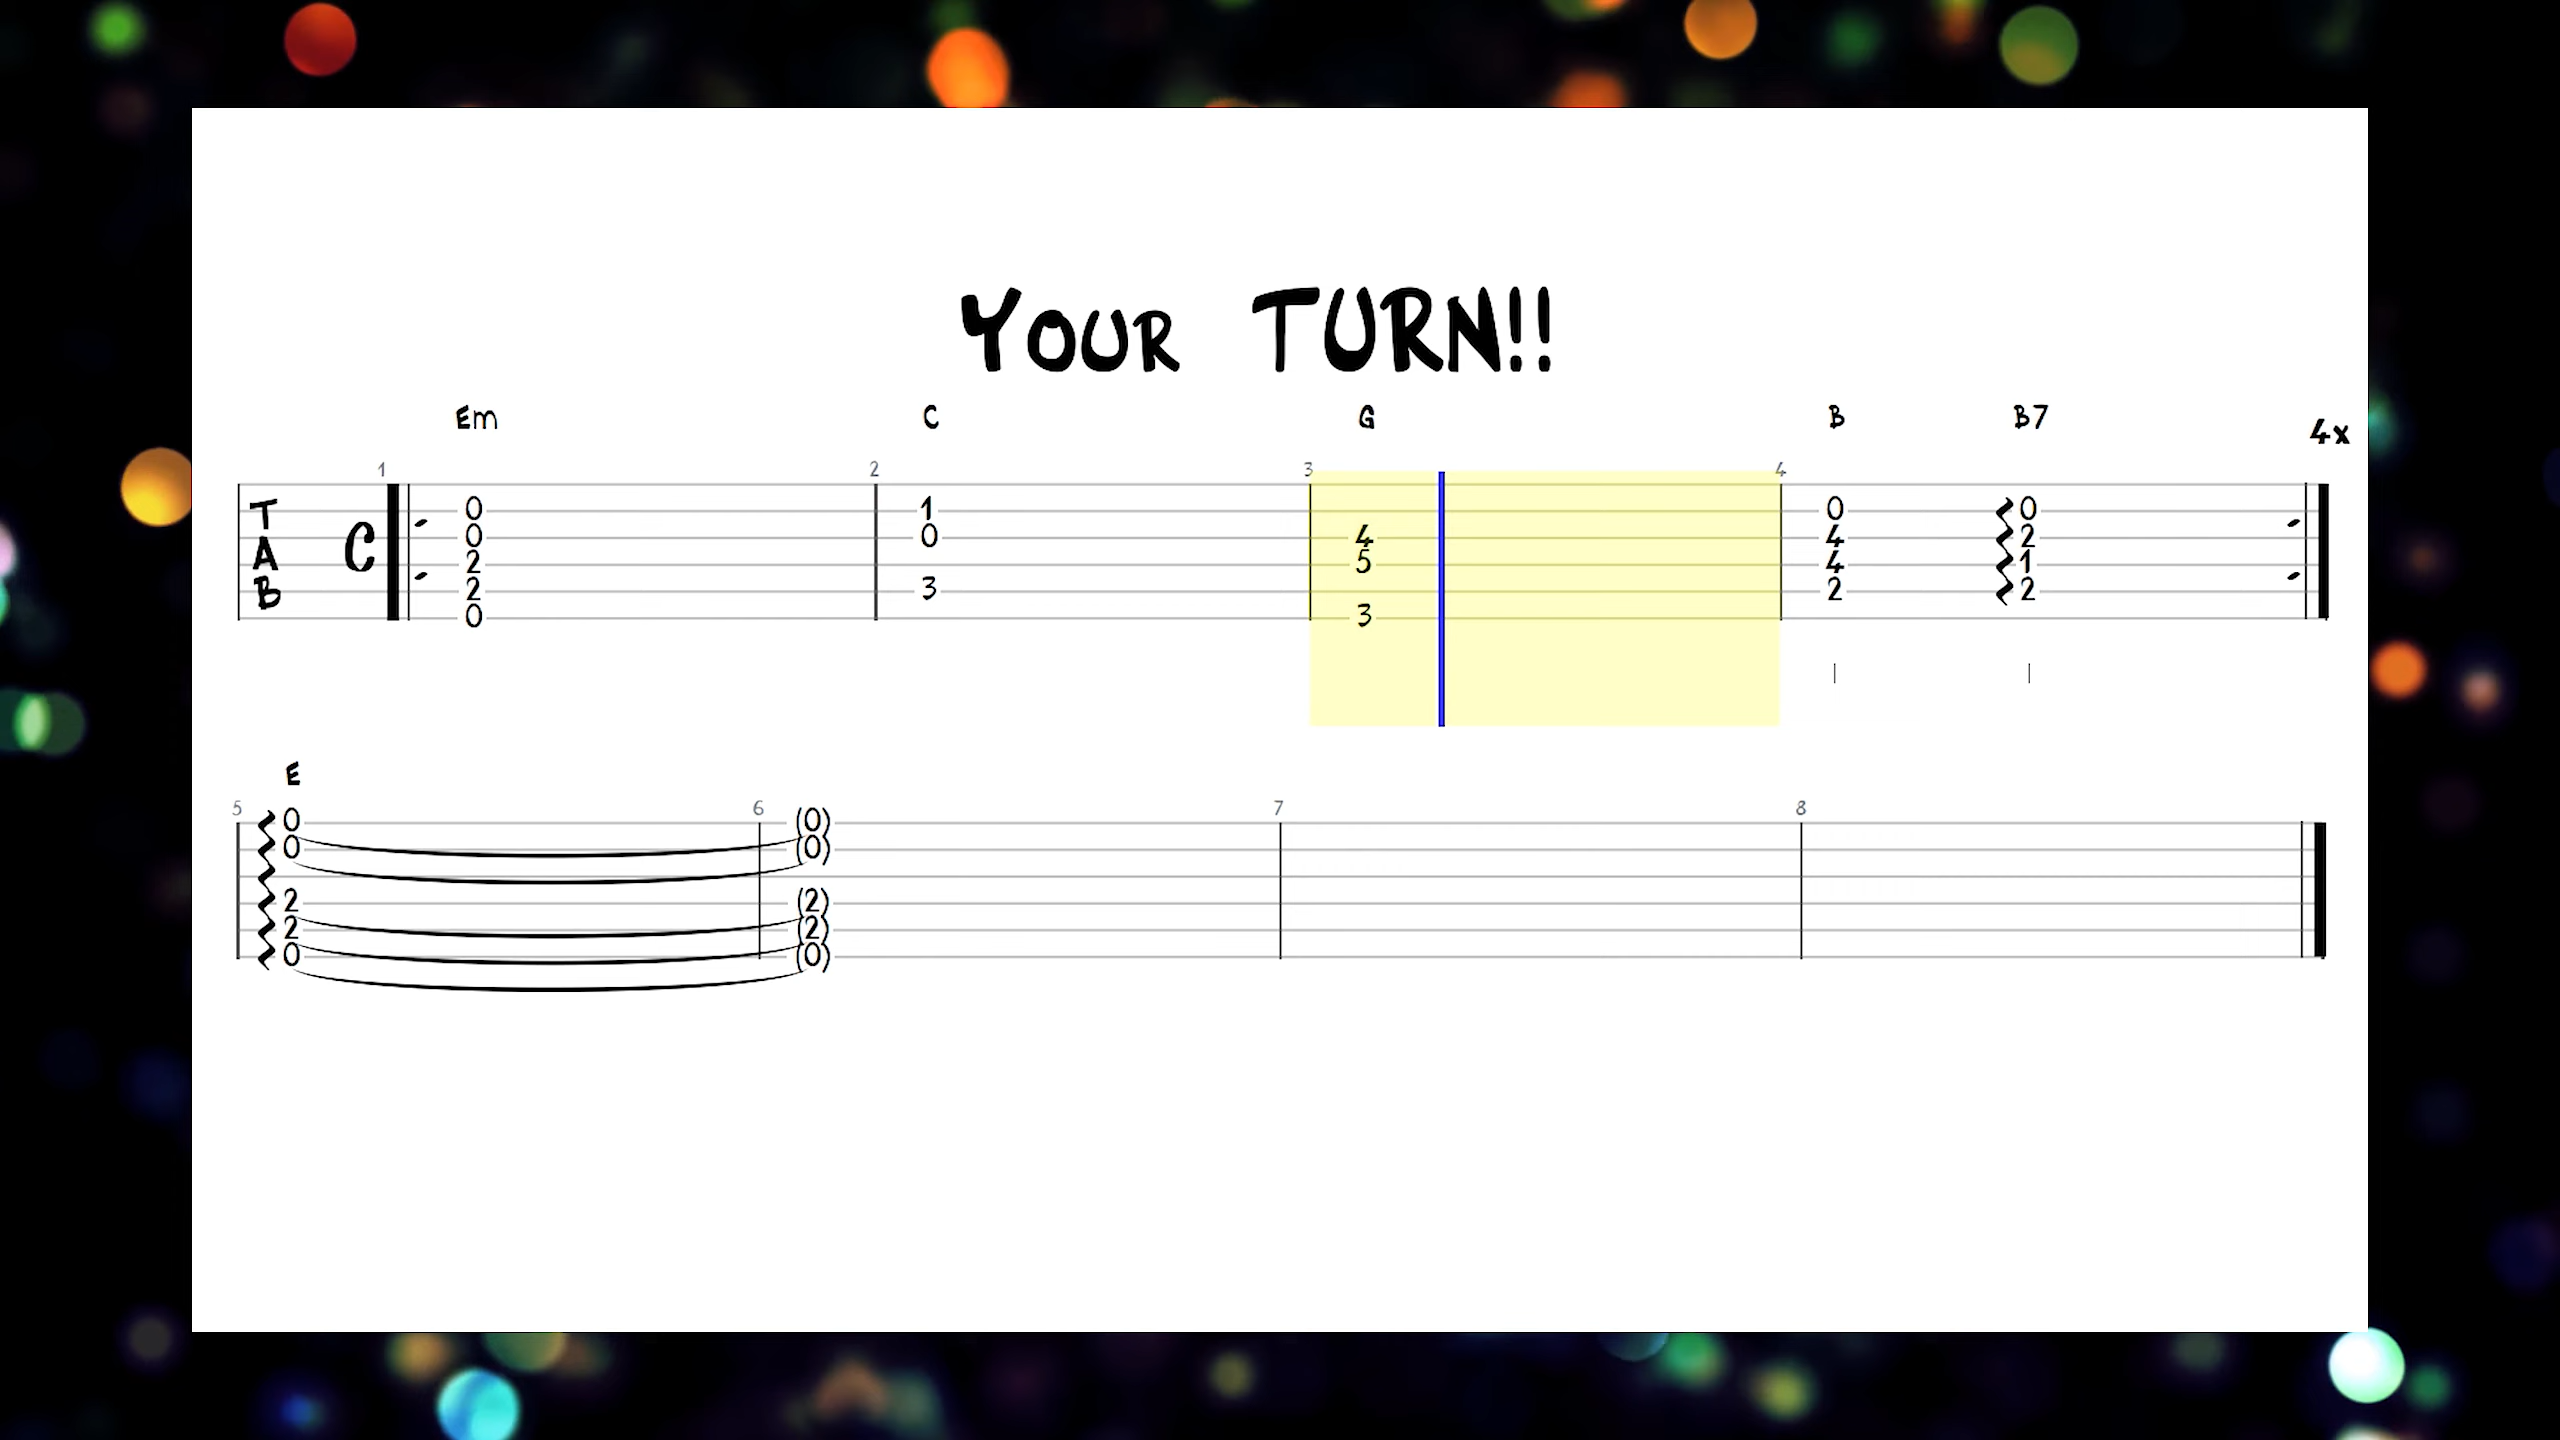 Your TURN!!
Em C G B B7 4x
1 2 3 4
T A B C
0 1 0 0
0 0 4 4 2
2 5 4 1
2 3 2 2
0 3
E
5 6 7 8
0 (0)
0 (0)
2 (2)
2 (2)
0 (0)